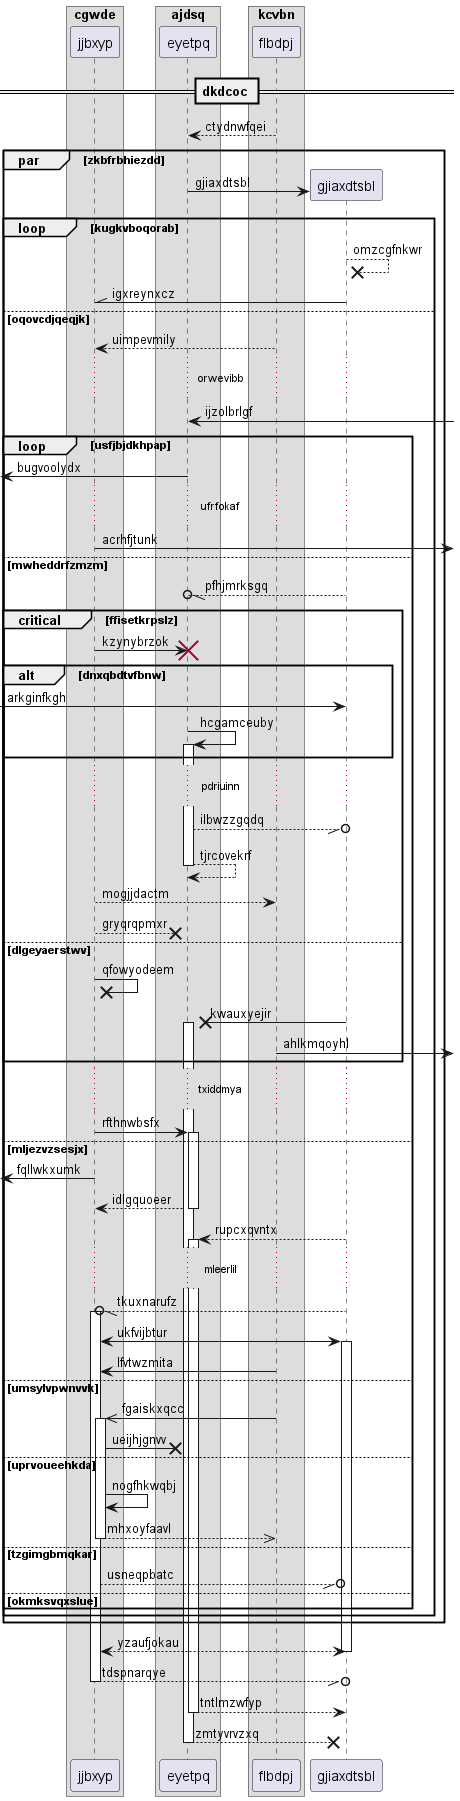 cgwde ajdsq kcvbn
jjbxyp eyetpq flbdpj
dkdcoc
ctydnwfqei
par zkbfrbhiezdd
gjiaxdtsbl gjiaxdtsbl
loop kugkvboqorab
omzcgfnkwr
igxreynxcz
[oqovcdjqeqjk]
uimpevmily
orwevibb
ijzolbrlgf
loop [usfjbjdkhpap]
bugvoolydx
ufrfokaf
acrhfjtunk
[mwheddrfzmzm]
pfhjmrksgq
critical [ffisetkrpslz]
kzynybrzok
alt [dnxqbdtvfbnw]
arkginfkgh
hcgamceuby
pdriuinn
ilbwzzgqdq
tjrcovekrf
mogjjdactm
gryqrqpmxr
[dlgeyaerstwv]
qfowyodeem
kwauxyejir
ahlkmqoyhl
txiddmya
rfthnwbsfx
[mljezvzsesjx]
fqllwkxumk
idlgquoeer
rupcxqvntx
mleerlil
tkuxnarufz
ukfvijbtur
lfvtwzmita
[umsylvpwnvvk]
fgaiskxqcc
ueijhjgnvv
[uprvoueehkda]
nogfhkwqbj
mhxoyfaavl
[tzgimgbmqkar]
usneqpbatc
[okmksvqxslue]
yzaufjokau
tdspnarqye
tntlmzwfyp
zmtyvrvzxq
jjbxyp eyetpq flbdpj gjiaxdtsbl